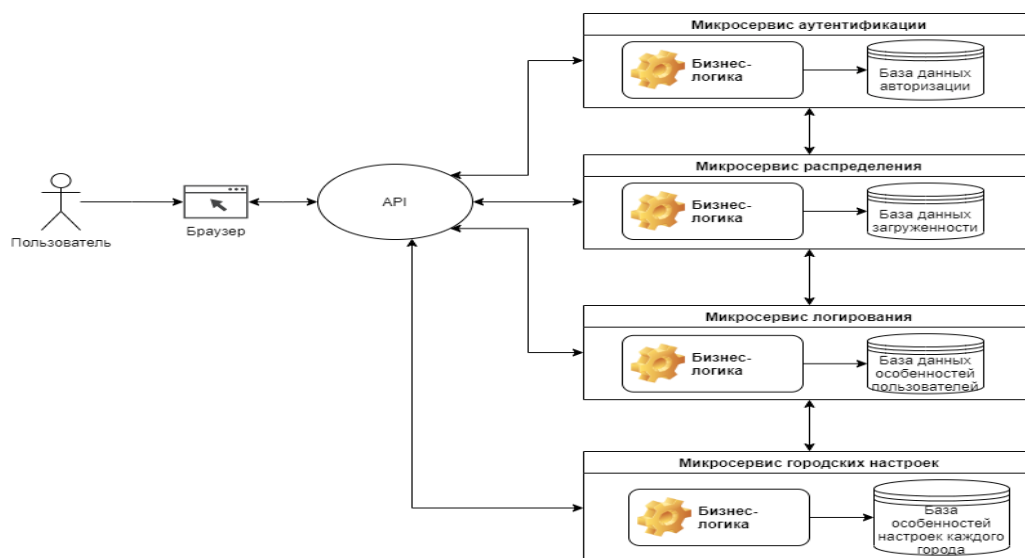 Пользователь
Браузер
API
Микросервис аутентификации
Бизнес-
логика
База данных
авторизации
Микросервис распределения
Бизнес-
логика
База данных
загруженности
Микросервис логирования
Бизнес-
логика
База данных
особенностей
пользователей
Микросервис городских настроек
Бизнес-
логика
База
особенностей
настроек каждого
города